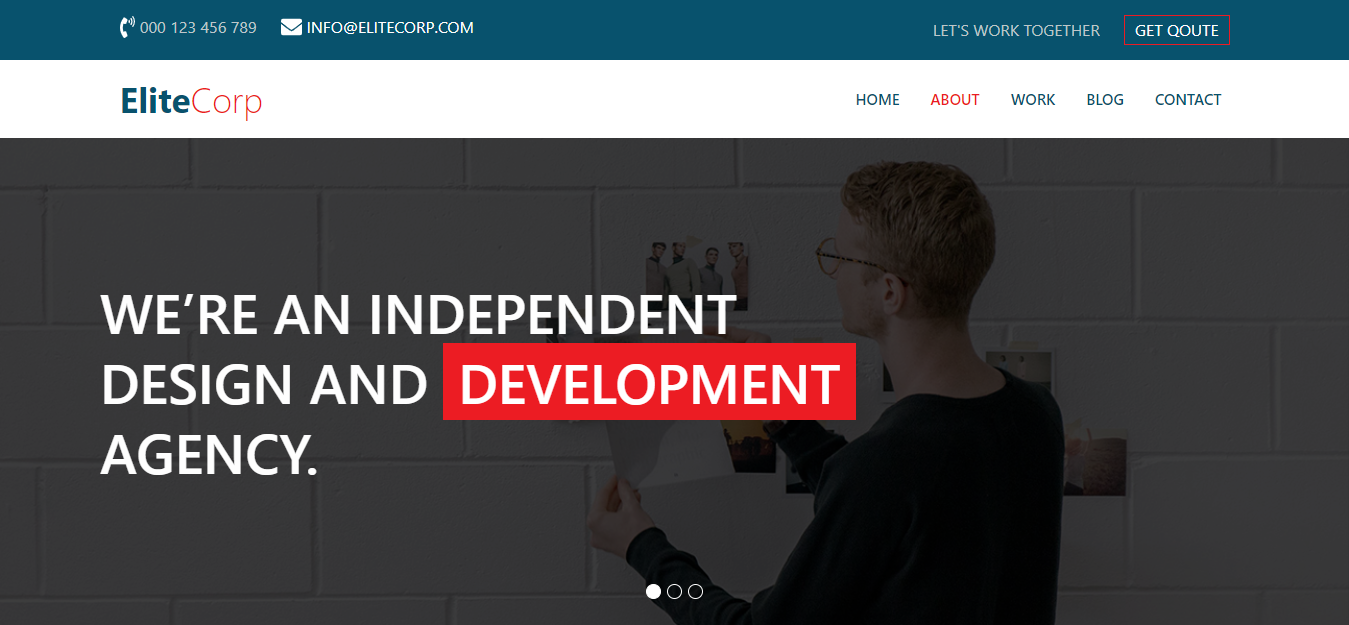 000 123 456 789 INFO@ELITECORP.COM LET'S WORK TOGETHER GET QOUTE
EliteCorp HOME ABOUT WORK BLOG CONTACT
WE’RE AN INDEPENDENT
DESIGN AND DEVELOPMENT
AGENCY.